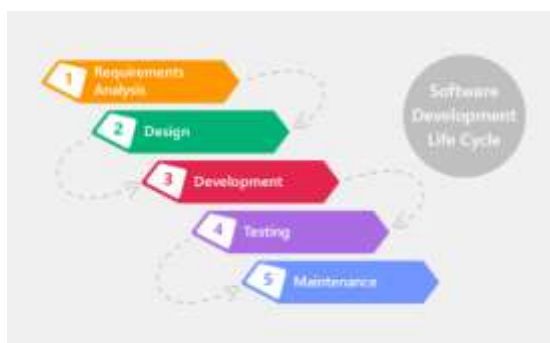 1
Requirements
Analysis
2
Design
3
Development
4
Testing
5
Maintenance
Software
Development
Life Cycle